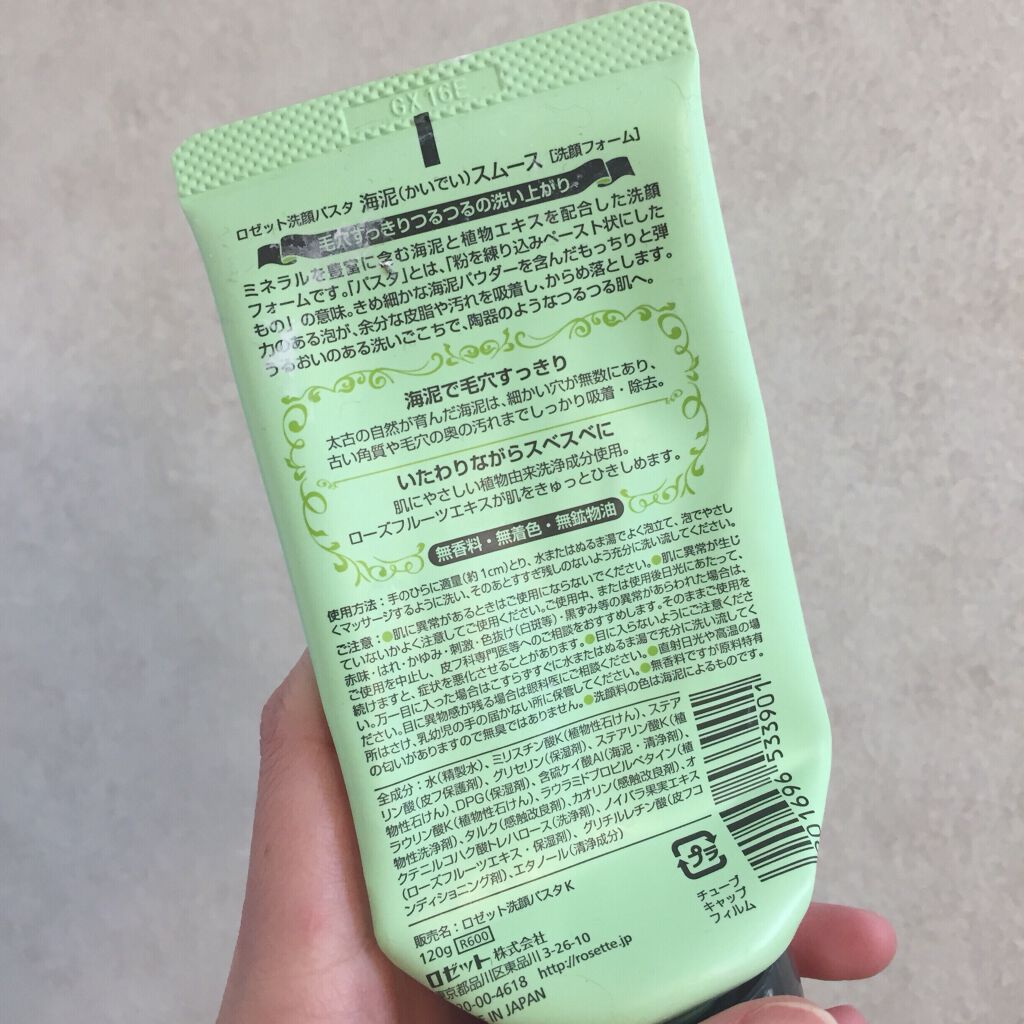 GX 16E
ロゼット洗顔パスタ 海泥(かいでい)スムース [洗顔フォーム]
毛穴すっきりつるつるの洗い上がり
ミネラルを豊富に含む海泥と植物エキスを配合した洗顔
フォームです。「パスタ」とは、「粉を練り込みペースト状にした
もの」の意味。きめ細かな海泥パウダーを含んだもっちりと弾
力のある泡が、余分な皮脂や汚れを吸着し、からめ落とします。
うるおいのある洗いごこちで、陶器のようなつるつる肌へ。
海泥で毛穴すっきり
太古の自然が育んだ海泥は、細かい穴が無数にあり、
古い角質や毛穴の奥の汚れまでしっかり吸着・除去。
いたわりながらスベスベに
肌にやさしい植物由来洗浄成分使用。
ローズフルーツエキスが肌をきゅっとひきしめます。
無香料・無着色・無鉱物油
使用方法:手のひらに適量(約1cm)とり、水またはぬるま湯でよく泡立て、泡でやさし
くマッサージするように洗い、そのあとすすぎ残しのないよう充分に洗い流してください。
ご注意:●肌に異常があるときはご使用にならないでください。●肌に異常が生じ
ていないかよく注意してご使用ください。ご使用中、または使用後日光にあたって、
赤味・はれ・かゆみ・刺激・色抜け(白斑等)・黒ずみ等の異常があらわれた場合は、
ご使用を中止し、皮フ科専門医等へのご相談をおすすめします。そのままご使用を
続けますと、症状を悪化させることがあります。●目に入らないようにご注意くださ
い。万一目に入った場合はこすらずすぐに水またはぬるま湯で充分に洗い流してく
ださい。目に異物感が残る場合は眼科医にご相談ください。●直射日光や高温の場
所はさけ、乳幼児の手の届かない所に保管してください。●無香料ですが原料特有
の匂いがありますので無臭ではありません。●洗顔料の色は海泥によるものです。
全成分:水(精製水)、ミリスチン酸K(植物性石けん)、ステア
リン酸(皮フ保護剤)、グリセリン(保湿剤)、ステアリン酸K(植
物性石けん)、DPG(保湿剤)、含硫ケイ酸Al(海泥・清浄剤)、
ラウリン酸K(植物性石けん)、ラウラミドプロピルベタイン(植
物性洗浄剤)、タルク(感触改良剤)、カオリン(感触改良剤)、オ
クテニルコハク酸トレハロース(洗浄剤)、ノイバラ果実エキス
(ローズフルーツエキス・保湿剤)、グリチルレチン酸(皮フコ
ンディショニング剤)、エタノール(清浄成分)
販売名:ロゼット洗顔パスタK
120g R600
ロゼット株式会社
東京都品川区東品川3-26-10
20-00-4618 http://rosette.jp
IN JAPAN
01696 533901
プラ
チューブ
キャップ
フィルム